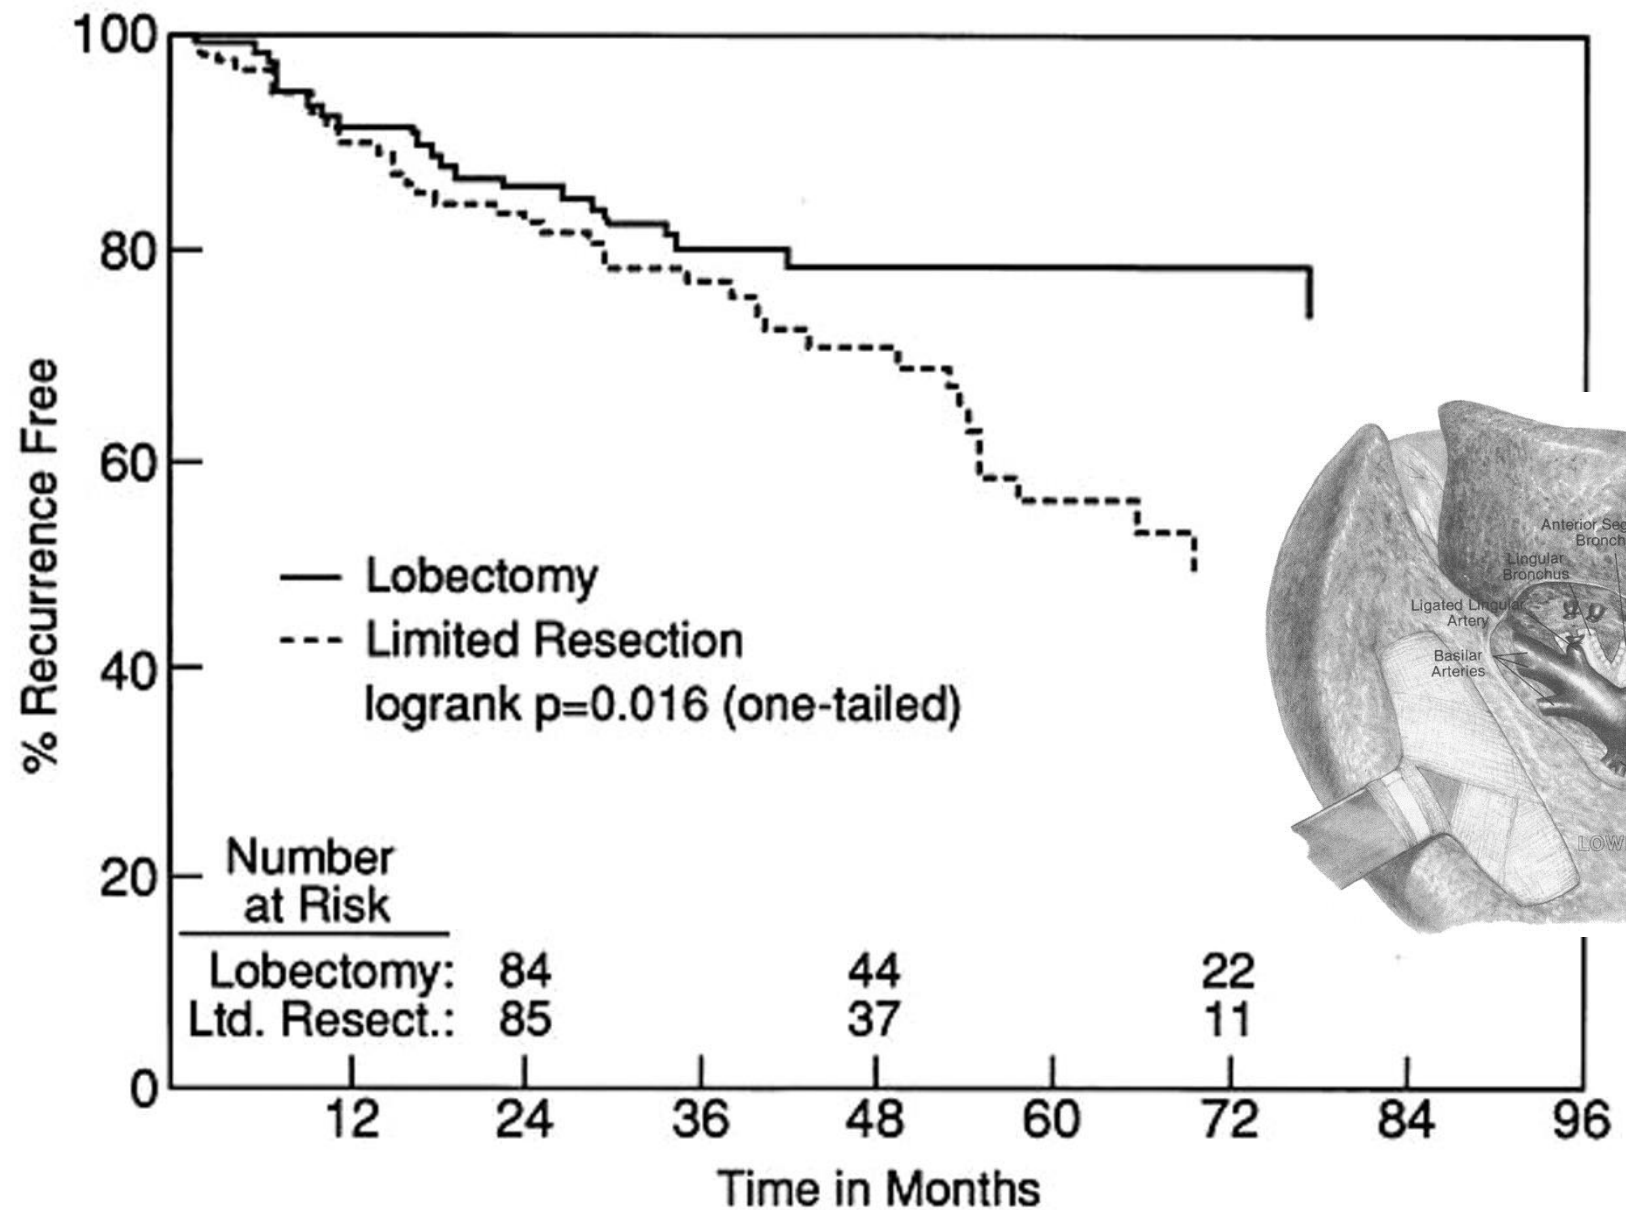 100
80
60
40
20
0
% Recurrence Free
Lobectomy
Limited Resection
logrank p=0.016 (one-tailed)
Number
at Risk
Lobectomy: 84 44 22
Ltd. Resect.: 85 37 11
12 24 36 48 60 72 84 96
Time in Months
Anterior
Lingular
Bronchus
Ligated Lingular
Artery
Basilar
Arteries